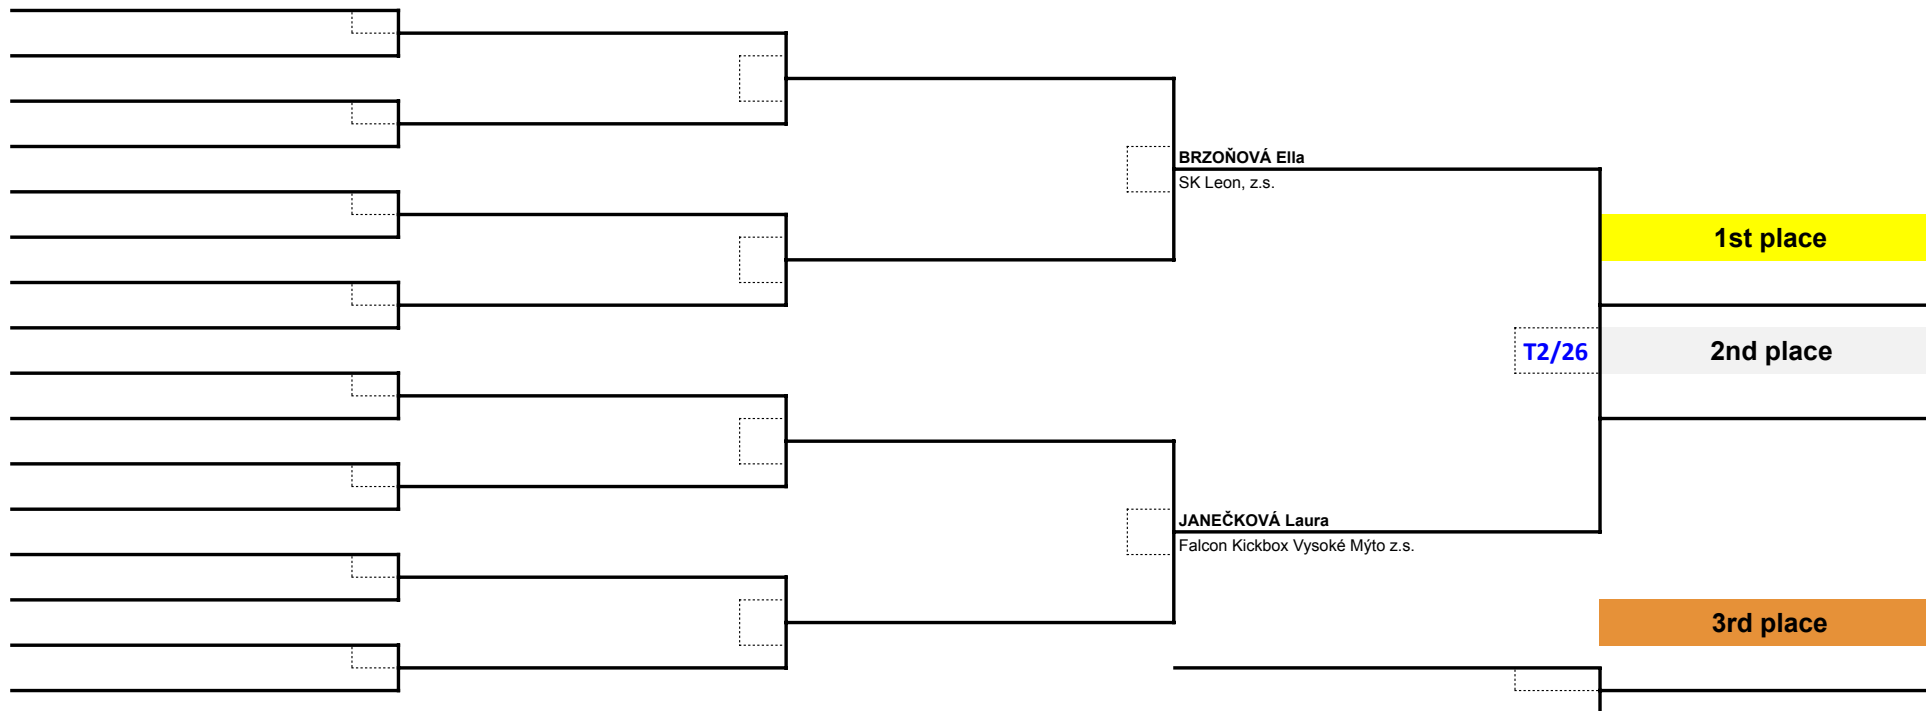 BRZOŇOVÁ Ella
SK Leon, z.s.
1st place
T2/26
2nd place
JANEČKOVÁ Laura
Falcon Kickbox Vysoké Mýto z.s.
3rd place